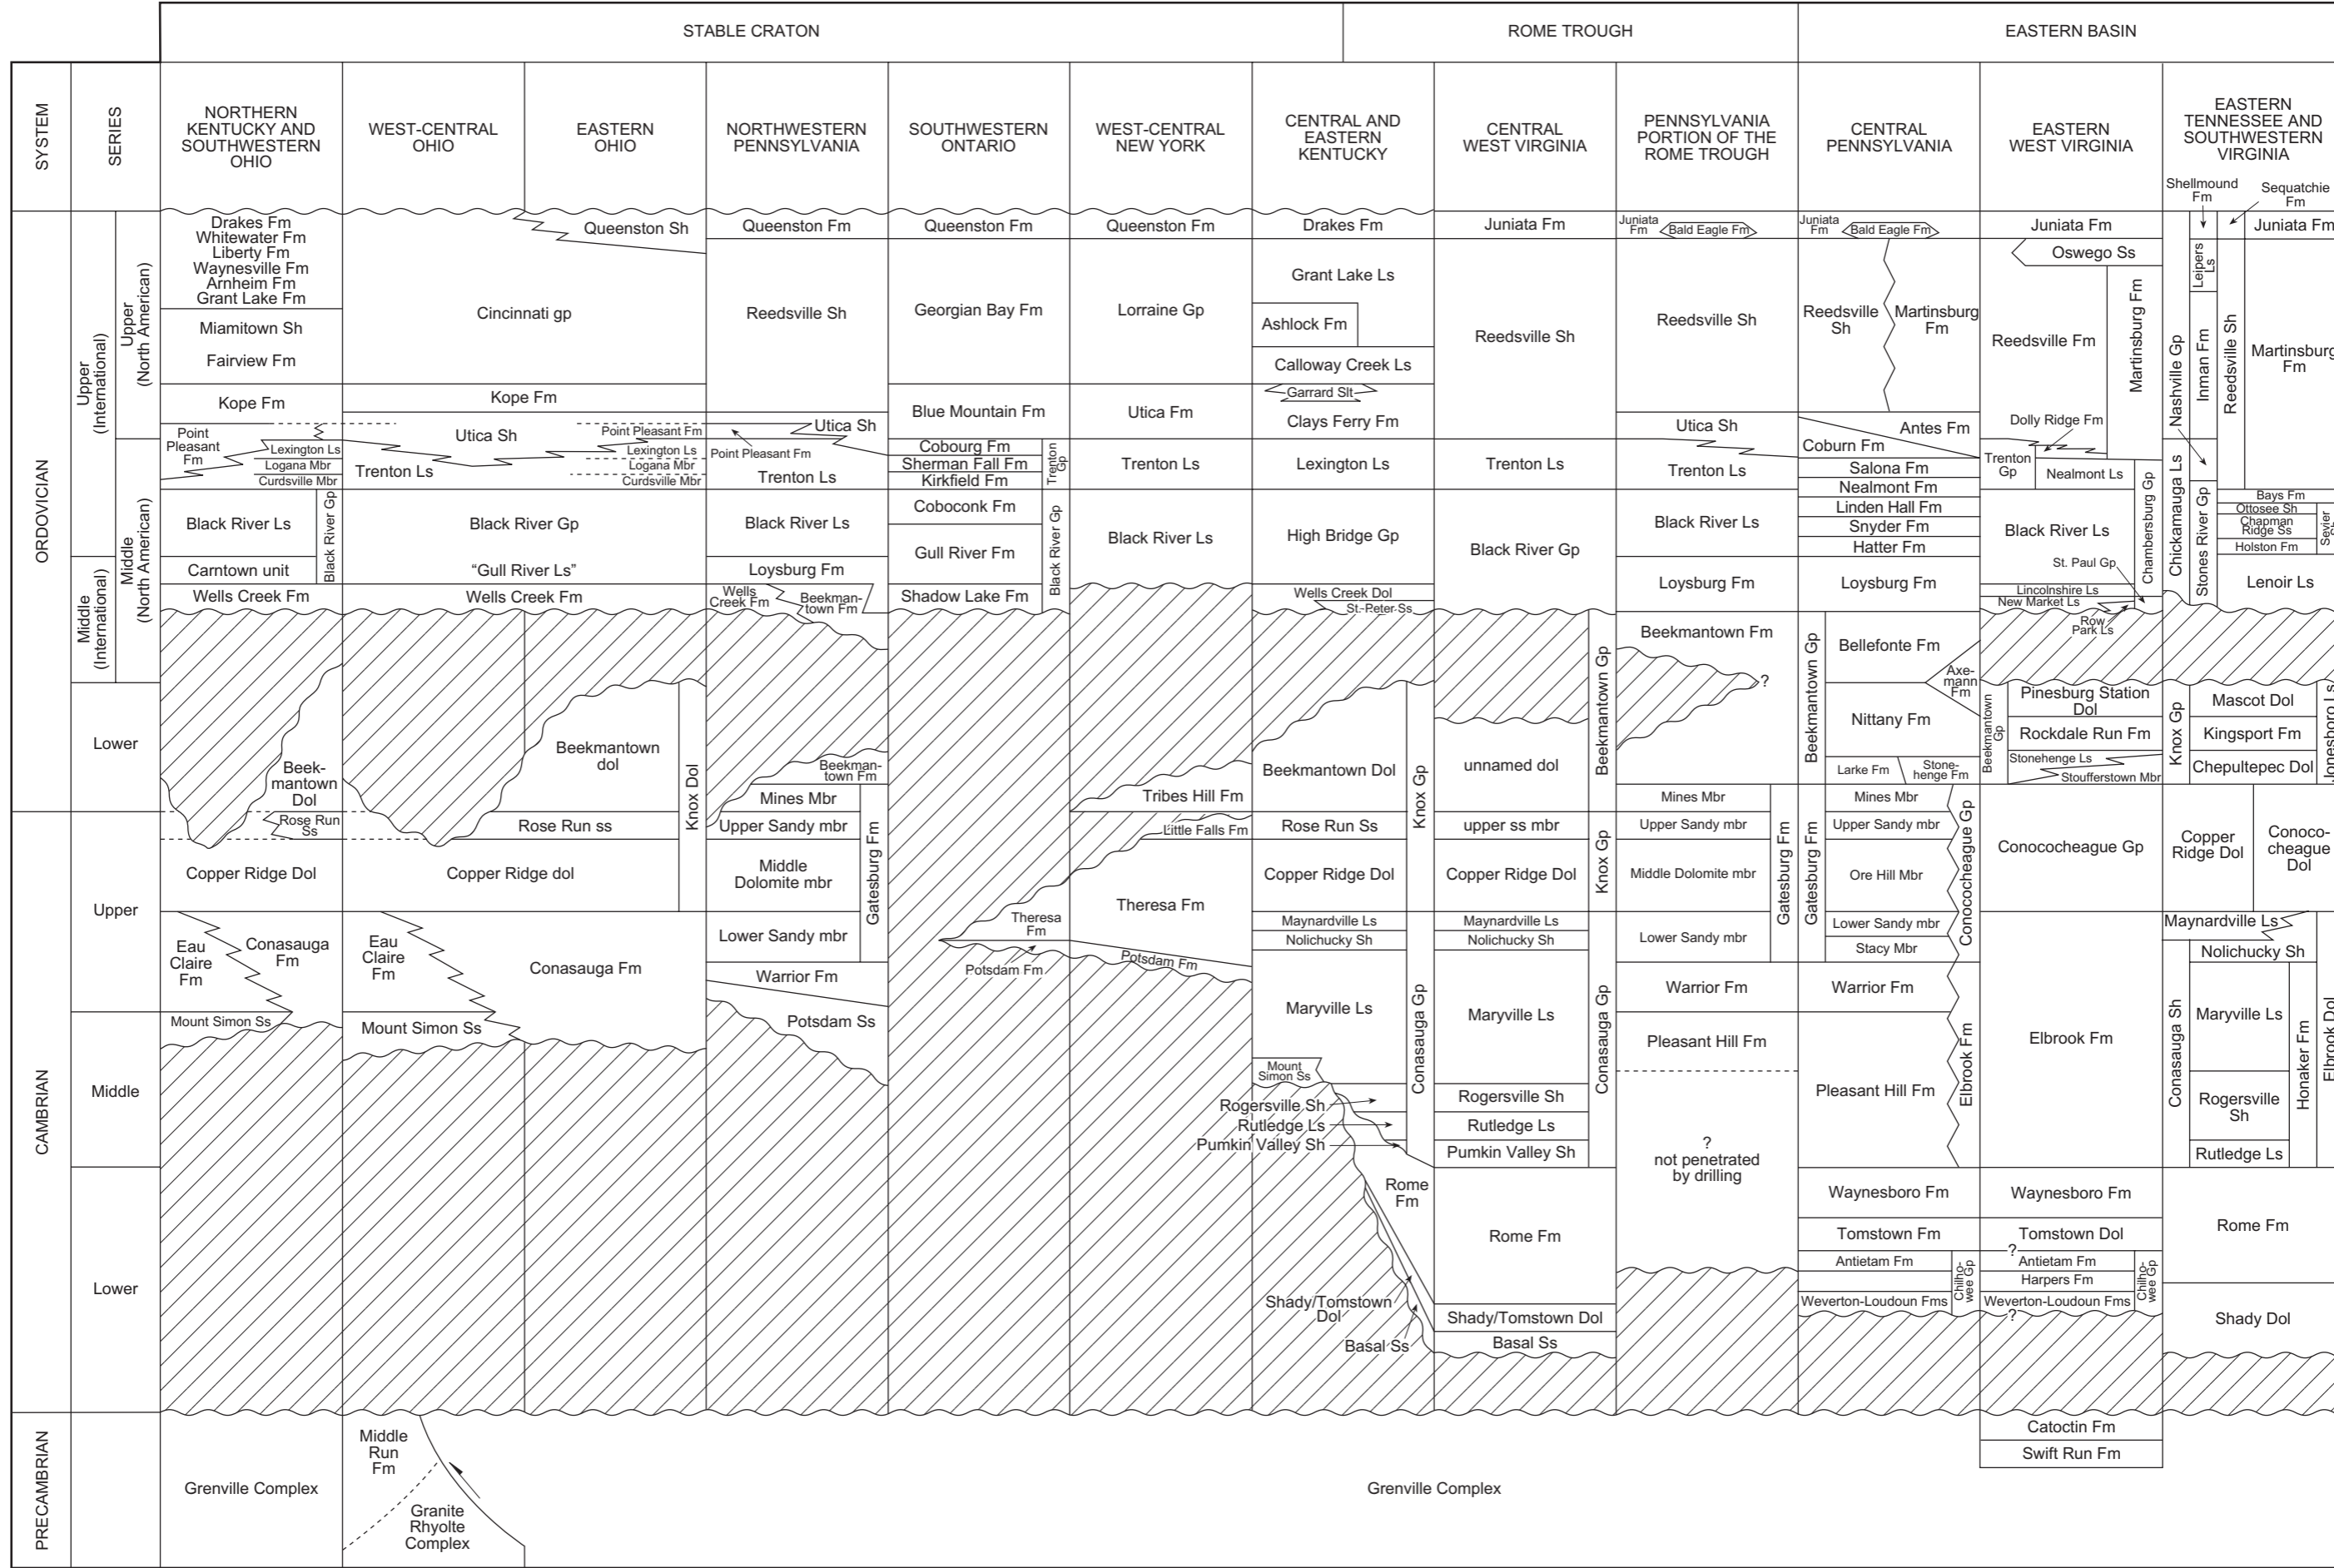 STABLE CRATON
ROME TROUGH
EASTERN BASIN
SYSTEM
SERIES
NORTHERN
KENTUCKY AND
SOUTHWESTERN
OHIO
WEST-CENTRAL
OHIO
EASTERN
OHIO
NORTHWESTERN
PENNSYLVANIA
SOUTHWESTERN
ONTARIO
WEST-CENTRAL
NEW YORK
CENTRAL AND
EASTERN
KENTUCKY
CENTRAL
WEST VIRGINIA
PENNSYLVANIA
PORTION OF THE
ROME TROUGH
CENTRAL
PENNSYLVANIA
EASTERN
WEST VIRGINIA
EASTERN
TENNESSEE AND
SOUTHWESTERN
VIRGINIA
Shellmound
Fm
Sequatchie
Fm
ORDOVICIAN
Upper
(International)
Middle
(International)
Upper
(North American)
Middle
(North American)
Lower
CAMBRIAN
Upper
Middle
Lower
PRECAMBRIAN
Drakes Fm
Whitewater Fm
Liberty Fm
Waynesville Fm
Arnheim Fm
Grant Lake Fm
Miamitown Sh
Fairview Fm
Kope Fm
Point
Pleasant
Fm
Lexington Ls
Logana Mbr
Curdsville Mbr
Black River Ls
Black River Gp
Carntown unit
Wells Creek Fm
Beek-
mantown
Dol
Rose Run
Ss
Copper Ridge Dol
Eau
Claire
Fm
Conasauga
Fm
Mount Simon Ss
Grenville Complex
Queenston Sh
Cincinnati gp
Kope Fm
Utica Sh
Point Pleasant Fm
Lexington Ls
Logana Mbr
Curdsville Mbr
Trenton Ls
Black River Gp
“Gull River Ls”
Wells Creek Fm
Beekmantown
dol
Knox Dol
Rose Run ss
Copper Ridge dol
Eau
Claire
Fm
Conasauga Fm
Mount Simon Ss
Middle
Run
Fm
Granite
Rhyolte
Complex
Queenston Fm
Reedsville Sh
Utica Sh
Point Pleasant Fm
Trenton Ls
Black River Ls
Loysburg Fm
Wells
Creek Fm
Beekman-
town Fm
Beekman-
town Fm
Mines Mbr
Upper Sandy mbr
Middle
Dolomite mbr
Gatesburg Fm
Lower Sandy mbr
Warrior Fm
Potsdam Ss
Queenston Fm
Georgian Bay Fm
Blue Mountain Fm
Cobourg Fm
Sherman Fall Fm
Kirkfield Fm
Trenton
Gp
Coboconk Fm
Gull River Fm
Black River Gp
Shadow Lake Fm
Theresa
Fm
Potsdam Fm
Queenston Fm
Lorraine Gp
Utica Fm
Trenton Ls
Black River Ls
Tribes Hill Fm
Little Falls Fm
Theresa Fm
Potsdam Fm
Drakes Fm
Grant Lake Ls
Ashlock Fm
Calloway Creek Ls
Garrard Slt
Clays Ferry Fm
Lexington Ls
High Bridge Gp
Wells Creek Dol
St. Peter Ss
Beekmantown Dol
Knox Gp
Rose Run Ss
Copper Ridge Dol
Maynardville Ls
Nolichucky Sh
Maryville Ls
Conasauga Gp
Mount
Simon Ss
Rogersville Sh
Rutledge Ls
Pumkin Valley Sh
Rome
Fm
Shady/Tomstown
Dol
Basal Ss
Grenville Complex
Juniata Fm
Reedsville Sh
Trenton Ls
Black River Gp
Beekmantown Gp
unnamed dol
upper ss mbr
Knox Gp
Copper Ridge Dol
Maynardville Ls
Nolichucky Sh
Maryville Ls
Conasauga Gp
Rogersville Sh
Rutledge Ls
Pumkin Valley Sh
Rome Fm
Shady/Tomstown Dol
Basal Ss
Juniata
Fm
Bald Eagle Fm
Reedsville Sh
Utica Sh
Trenton Ls
Black River Ls
Loysburg Fm
Beekmantown Fm
?
Mines Mbr
Upper Sandy mbr
Middle Dolomite mbr
Gatesburg Fm
Lower Sandy mbr
Warrior Fm
Pleasant Hill Fm
?
not penetrated
by drilling
Juniata
Fm
Bald Eagle Fm
Reedsville
Sh
Martinsburg
Fm
Antes Fm
Coburn Fm
Salona Fm
Nealmont Fm
Linden Hall Fm
Snyder Fm
Hatter Fm
Loysburg Fm
Beekmantown Gp
Bellefonte Fm
Axe-
mann
Fm
Nittany Fm
Larke Fm
Stone-
henge Fm
Mines Mbr
Upper Sandy mbr
Ore Hill Mbr
Gatesburg Fm
Conococheague Gp
Lower Sandy mbr
Stacy Mbr
Warrior Fm
Pleasant Hill Fm
Elbrook Fm
Waynesboro Fm
Tomstown Fm
Antietam Fm
Weverton-Loudoun Fms
Chilho-
wee Gp
Juniata Fm
Oswego Ss
Reedsville Fm
Martinsburg Fm
Dolly Ridge Fm
Trenton
Gp
Nealmont Ls
Black River Ls
Chambersburg Gp
St. Paul Gp
Lincolnshire Ls
New Market Ls
Row
Park Ls
Beekmantown
Gp
Pinesburg Station
Dol
Rockdale Run Fm
Stonehenge Ls
Stoufferstown Mbr
Conococheague Gp
Elbrook Fm
Waynesboro Fm
Tomstown Dol
?
Antietam Fm
Harpers Fm
Weverton-Loudoun Fms
Chilho-
wee Gp
?
Catoctin Fm
Swift Run Fm
Juniata Fm
Leipers
Ls
Nashville Gp
Inman Fm
Reedsville Sh
Martinsburg
Fm
Chickamauga Ls
Stones River Gp
Bays Fm
Ottosee Sh
Chapman
Ridge Ss
Sevier
Holston Fm
Lenoir Ls
Knox Gp
Mascot Dol
Kingsport Fm
Chepultepec Dol
Jonesboro Ls
Copper
Ridge Dol
Conoco-
cheague
Dol
Maynardville Ls
Nolichucky Sh
Conasauga Sh
Maryville Ls
Rogersville
Sh
Rutledge Ls
Honaker Fm
Elbrook Dol
Rome Fm
Shady Dol